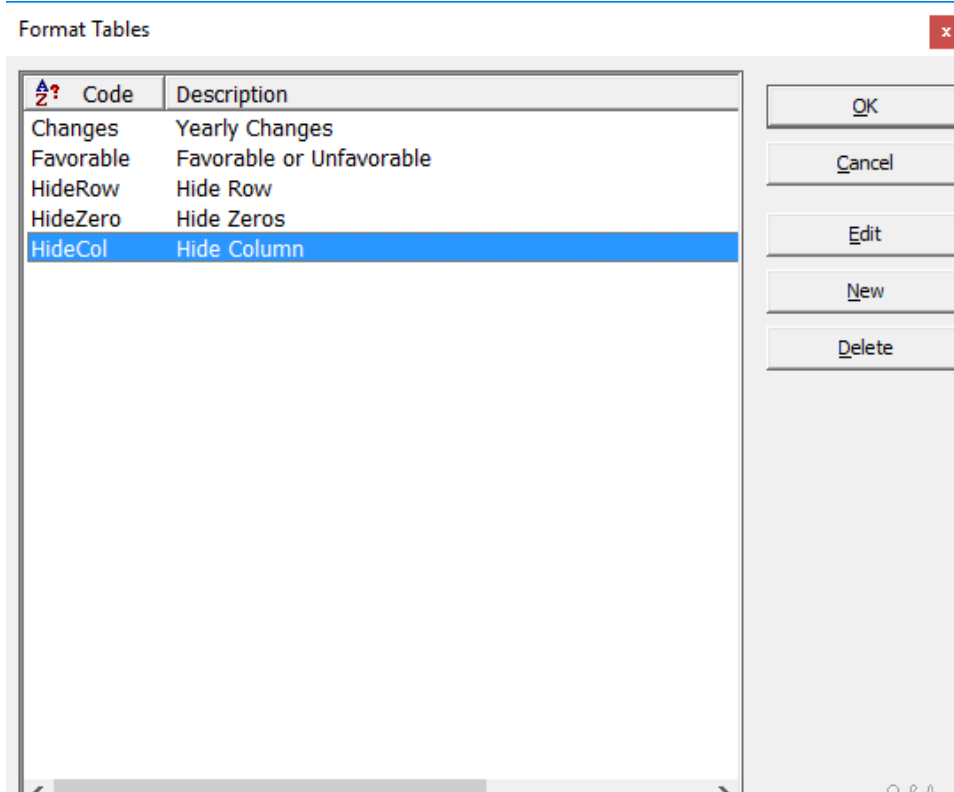 Format Tables
x
AZ? Code Description
Changes Yearly Changes
Favorable Favorable or Unfavorable
HideRow Hide Row
HideZero Hide Zeros
HideCol Hide Column
OK
Cancel
Edit
New
Delete